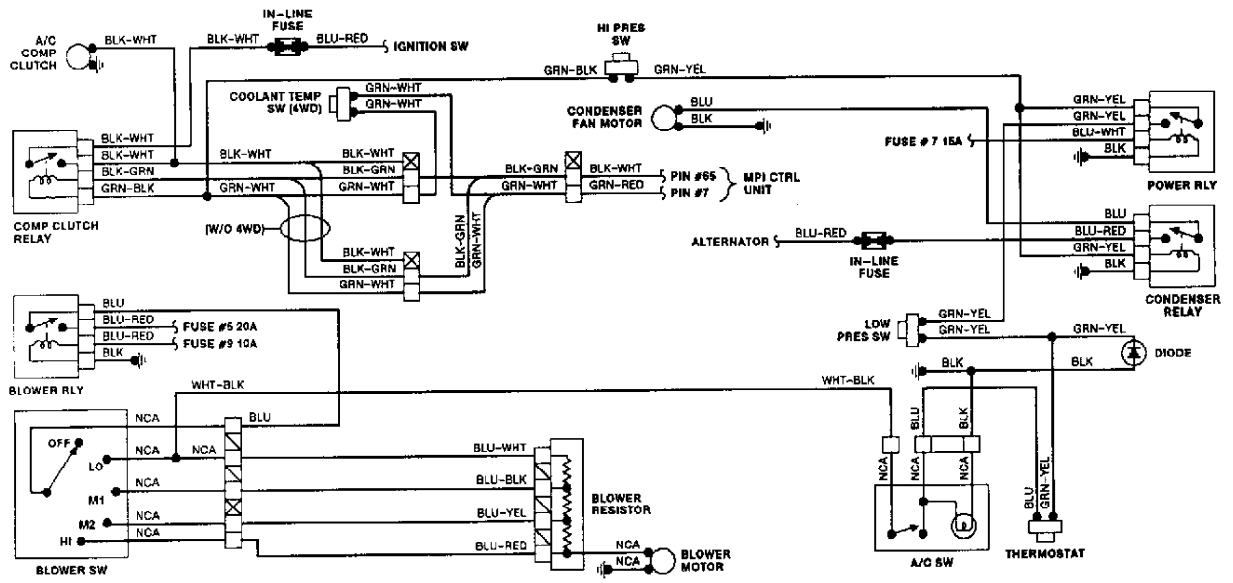 A/C
COMP
CLUTCH
BLK-WHT
BLK-WHT
IN-LINE
FUSE
BLU-RED
IGNITION SW
HI PRES
SW
GRN-BLK
GRN-YEL
COOLANT TEMP
SW (4WD)
GRN-WHT
GRN-WHT
CONDENSER
FAN MOTOR
BLU
BLK
GRN-YEL
GRN-YEL
BLU-WHT
BLK
FUSE # 7 15A
POWER RLY
BLK-WHT
BLK-WHT
BLK-GRN
GRN-BLK
COMP CLUTCH
RELAY
BLK-WHT
GRN-WHT
BLK-WHT
BLK-GRN
GRN-WHT
BLK-GRN
GRN-WHT
BLK-WHT
GRN-RED
PIN #65
PIN #7
MPI CTRL
UNIT
(W/O 4WD)
BLK-GRN
GRN-WHT
BLK-WHT
BLK-GRN
GRN-WHT
ALTERNATOR
BLU-RED
IN-LINE
FUSE
BLU
BLU-RED
GRN-YEL
BLK
CONDENSER
RELAY
BLU
BLU-RED
BLU-RED
BLK
FUSE #5 20A
FUSE #9 10A
BLOWER RLY
LOW
PRES SW
GRN-YEL
GRN-YEL
GRN-YEL
BLK
BLK
DIODE
WHT-BLK
WHT-BLK
NCA
BLU
OFF
LO
NCA
NCA
M1
NCA
M2
NCA
HI
NCA
BLOWER SW
BLU-WHT
BLU-BLK
BLU-YEL
BLU-RED
BLOWER
RESISTOR
NCA
NCA
BLOWER
MOTOR
BLU
BLK
NCA
NCA
NCA
A/C SW
BLU
GRN-YEL
THERMOSTAT